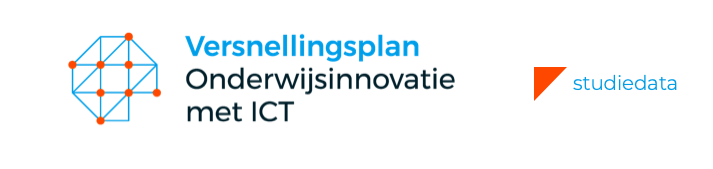 Versnellingsplan
Onderwijsinnovatie
met ICT
studiedata